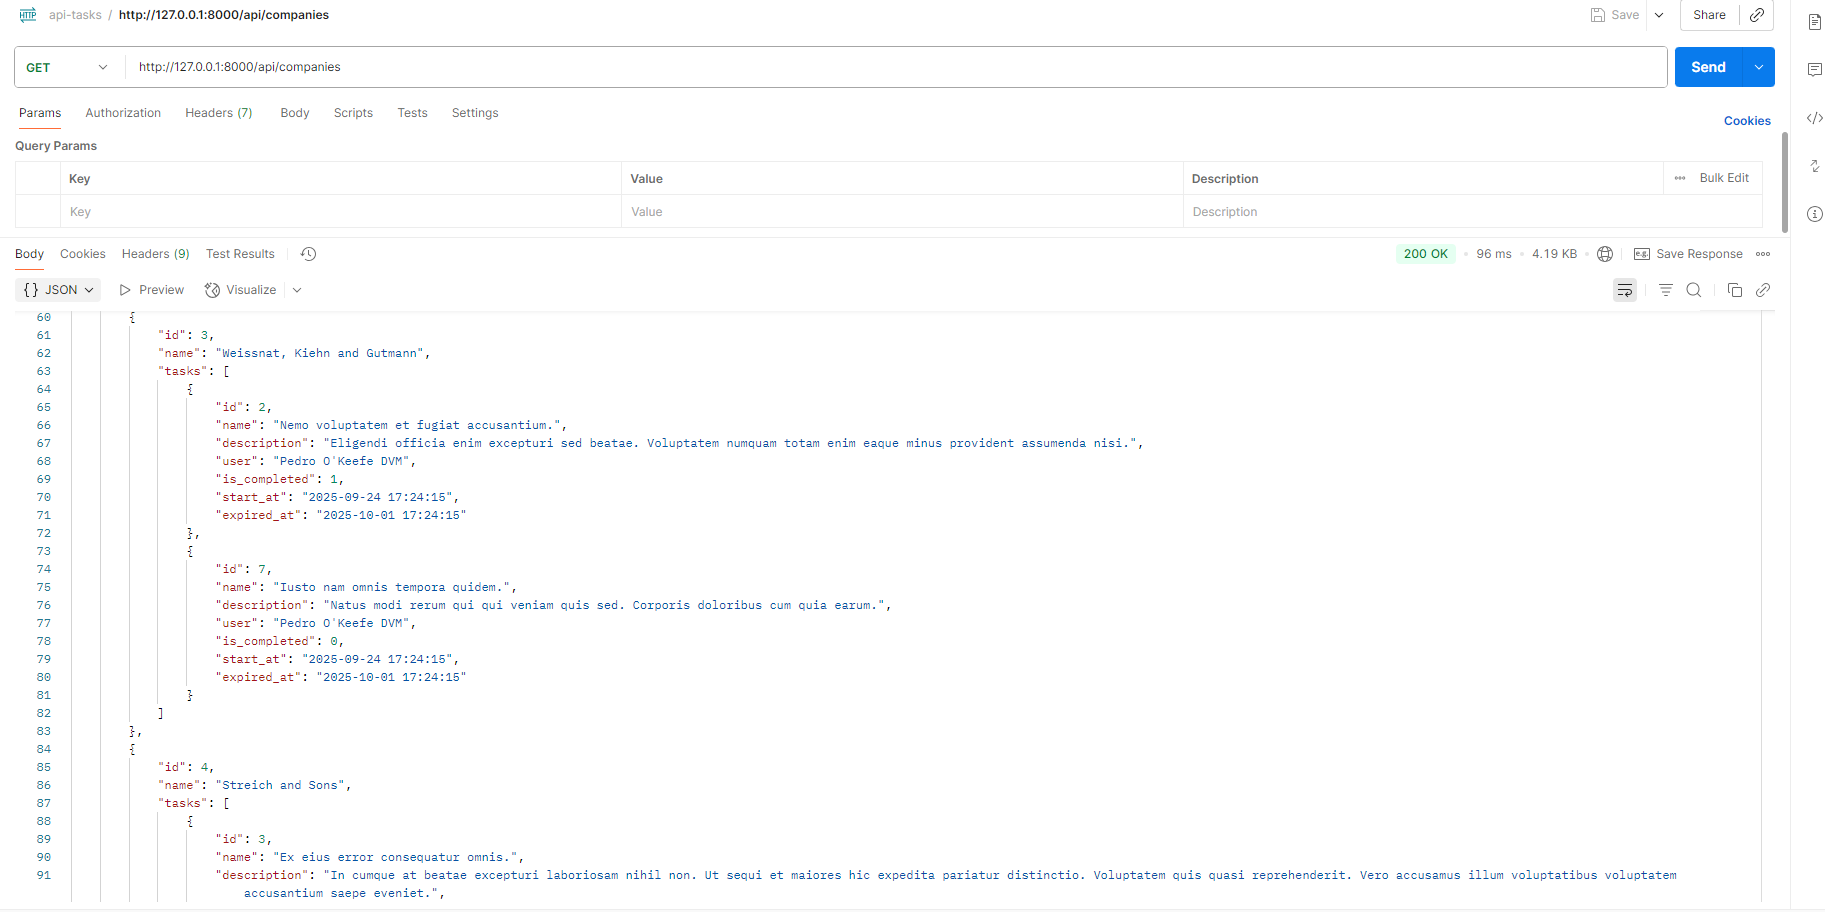 HTTP api-tasks / http://127.0.0.1:8000/api/companies Save Share
GET http://127.0.0.1:8000/api/companies Send
Params Authorization Headers (7) Body Scripts Tests Settings Cookies
Query Params
Key Value Description Bulk Edit
Key Value Description
Body Cookies Headers (9) Test Results 200 OK 96 ms 4.19 KB e.g. Save Response
{} JSON Preview Visualize
60 {
61 "id": 3,
62 "name": "Weissnat, Kiehn and Gutmann",
63 "tasks": [
64 {
65 "id": 2,
66 "name": "Nemo voluptatem et fugiat accusantium.",
67 "description": "Eligendi officia enim excepturi sed beatae. Voluptatem numquam totam enim eaque minus provident assumenda nisi.",
68 "user": "Pedro O'Keefe DVM",
69 "is_completed": 1,
70 "start_at": "2025-09-24 17:24:15",
71 "expired_at": "2025-10-01 17:24:15"
72 },
73 {
74 "id": 7,
75 "name": "Iusto nam omnis tempora quidem.",
76 "description": "Natus modi rerum qui qui veniam quis sed. Corporis doloribus cum quia earum.",
77 "user": "Pedro O'Keefe DVM",
78 "is_completed": 0,
79 "start_at": "2025-09-24 17:24:15",
80 "expired_at": "2025-10-01 17:24:15"
81 }
82 ]
83 },
84 {
85 "id": 4,
86 "name": "Streich and Sons",
87 "tasks": [
88 {
89 "id": 3,
90 "name": "Ex eius error consequatur omnis.",
91 "description": "In cumque at beatae excepturi laboriosam nihil non. Ut sequi et maiores hic expedita pariatur distinctio. Voluptatem quis quasi reprehenderit. Vero accusamus illum voluptatibus voluptatem
accusantium saepe eveniet.",